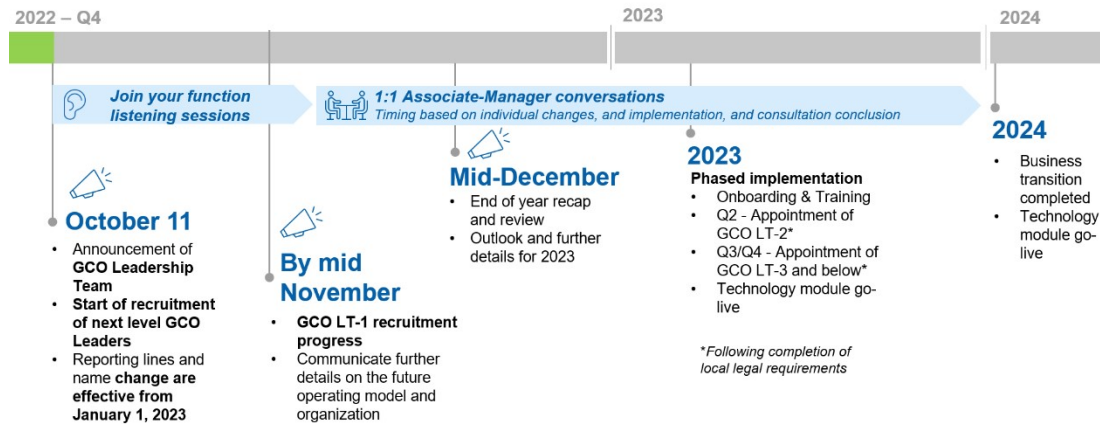 2022 – Q4
2023
2024
Join your function
listening sessions
1:1 Associate-Manager conversations
Timing based on individual changes, and implementation, and consultation conclusion
October 11
• Announcement of
GCO Leadership
Team
• Start of recruitment
of next level GCO
Leaders
• Reporting lines and
name change are
effective from
January 1, 2023
By mid
November
• GCO LT-1 recruitment
progress
• Communicate further
details on the future
operating model and
organization
Mid-December
• End of year recap
and review
• Outlook and further
details for 2023
2023
Phased implementation
• Onboarding & Training
• Q2 - Appointment of
GCO LT-2*
• Q3/Q4 - Appointment of
GCO LT-3 and below*
• Technology module go-
live
*Following completion of
local legal requirements
2024
• Business
transition
completed
• Technology
module go-
live